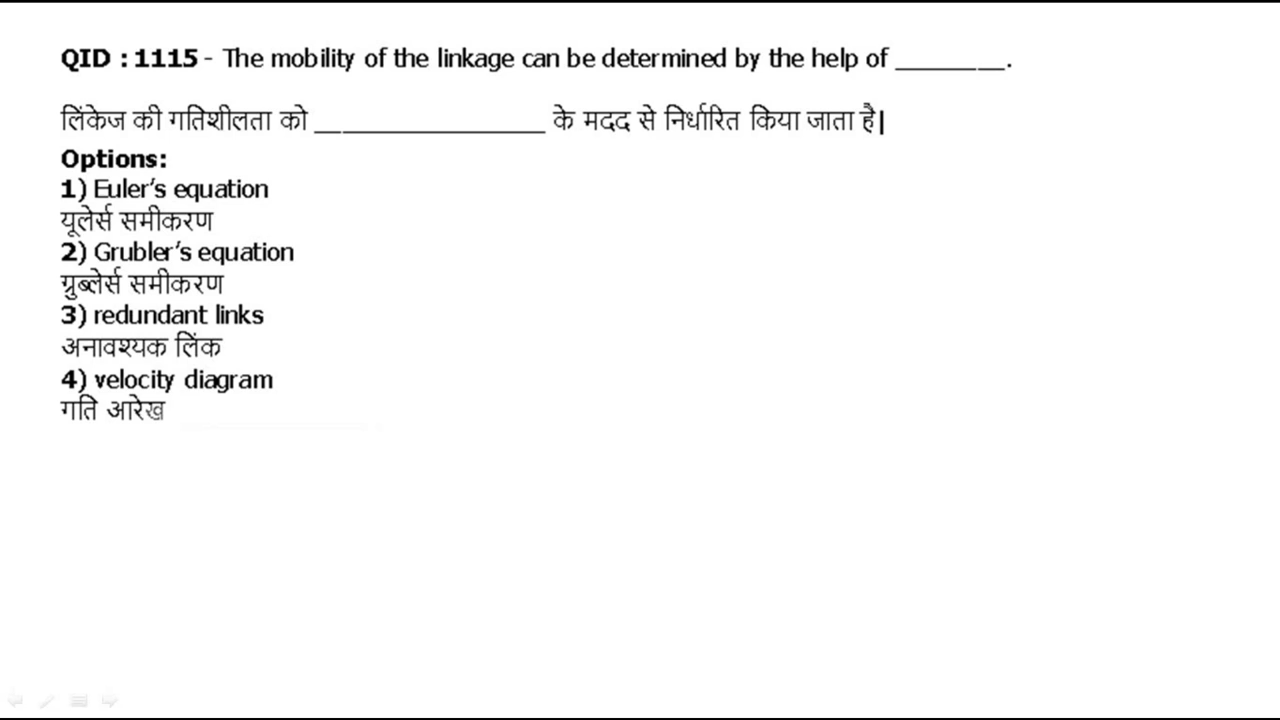 QID : 1115 - The mobility of the linkage can be determined by the help of ________.
लिंकेज की गतिशीलता को _________________ के मदद से निर्धारित किया जाता है|
Options:
1) Euler’s equation
यूलेर्स समीकरण
2) Grubler’s equation
ग्रुब्लेर्स समीकरण
3) redundant links
अनावश्यक लिंक
4) velocity diagram
गति आरेख